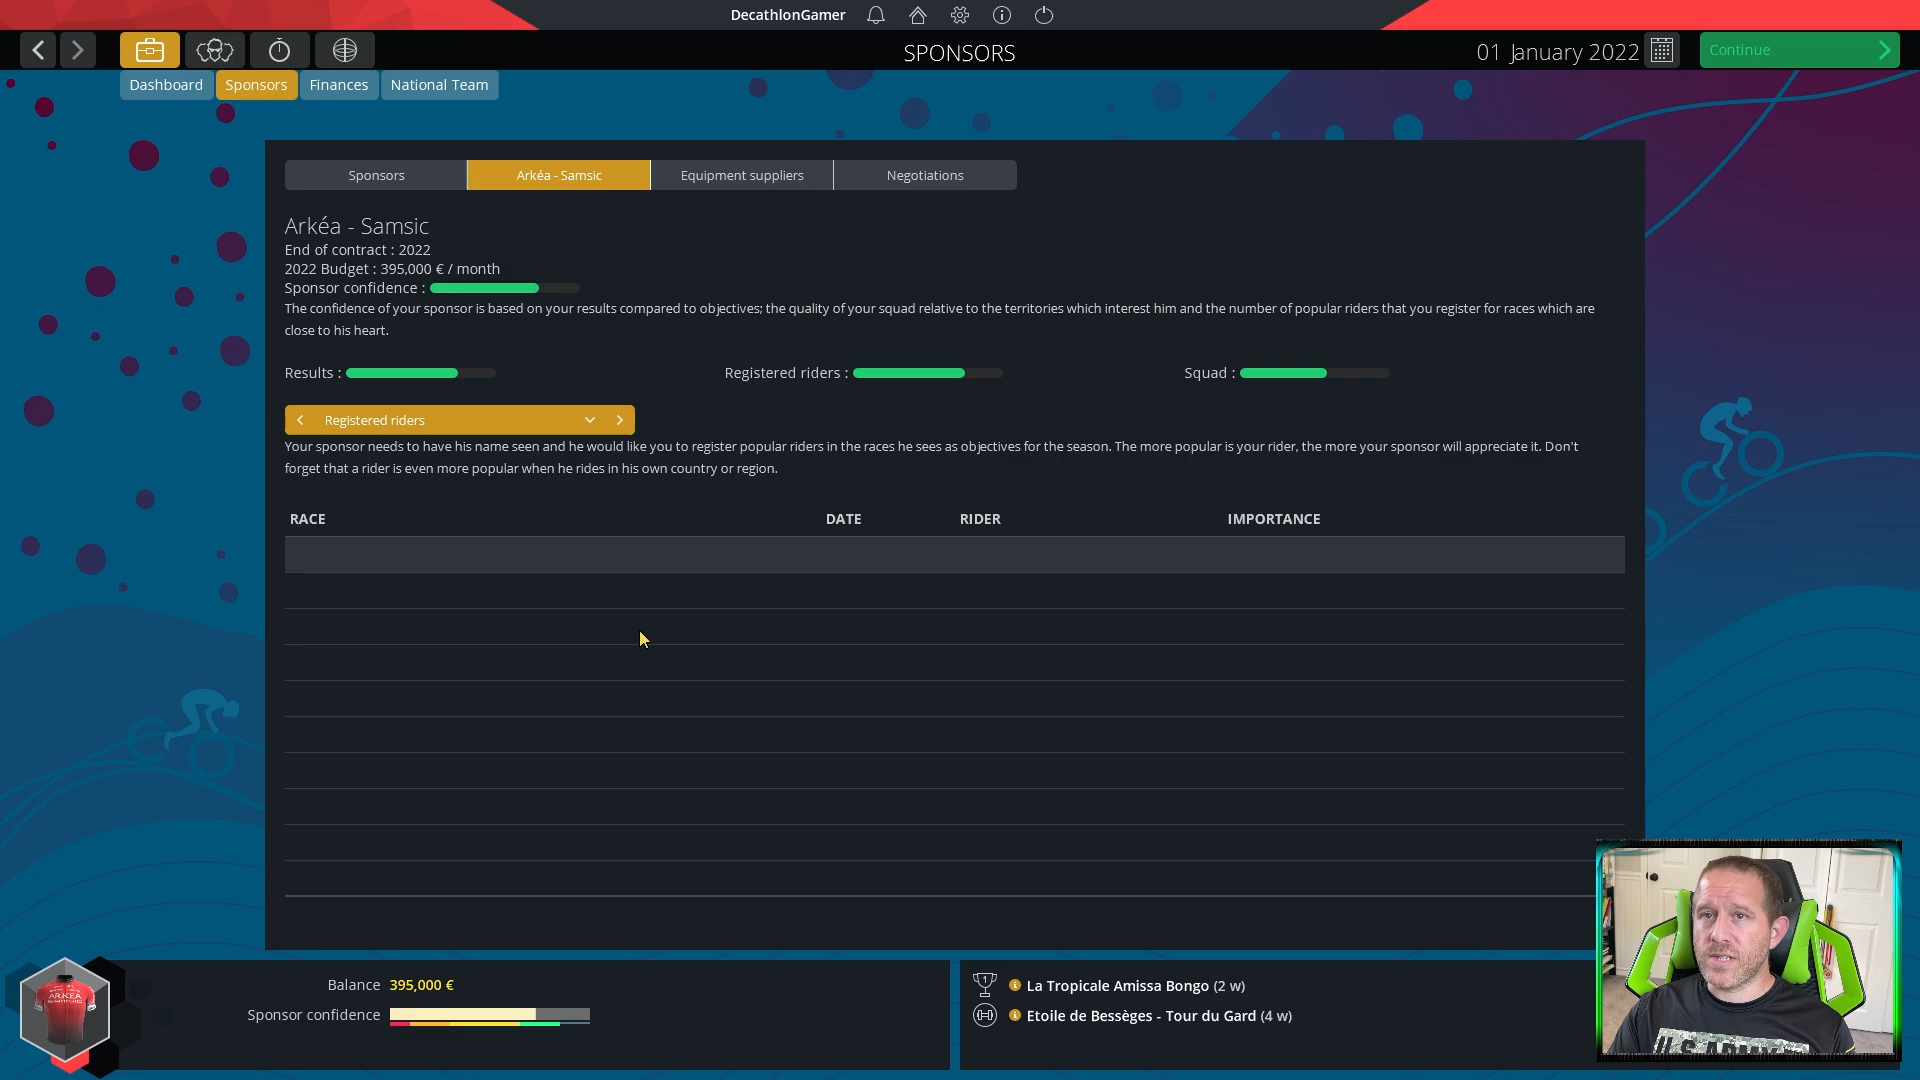 DecathlonGamer
SPONSORS
01 January 2022
Continue
Dashboard
Sponsors
Finances
National Team
Sponsors
Arkéa - Samsic
Equipment suppliers
Negotiations
Arkéa - Samsic
End of contract : 2022
2022 Budget : 395,000 € / month
Sponsor confidence :
The confidence of your sponsor is based on your results compared to objectives; the quality of your squad relative to the territories which interest him and the number of popular riders that you register for races which are
close to his heart.
Results :
Registered riders :
Squad :
Registered riders
Your sponsor needs to have his name seen and he would like you to register popular riders in the races he sees as objectives for the season. The more popular is your rider, the more your sponsor will appreciate it. Don't
forget that a rider is even more popular when he rides in his own country or region.
RACE
DATE
RIDER
IMPORTANCE
Balance 395,000 €
Sponsor confidence
La Tropicale Amissa Bongo (2 w)
Etoile de Bessèges - Tour du Gard (4 w)
ARKEA
SAMSIC
U.S. ARMY